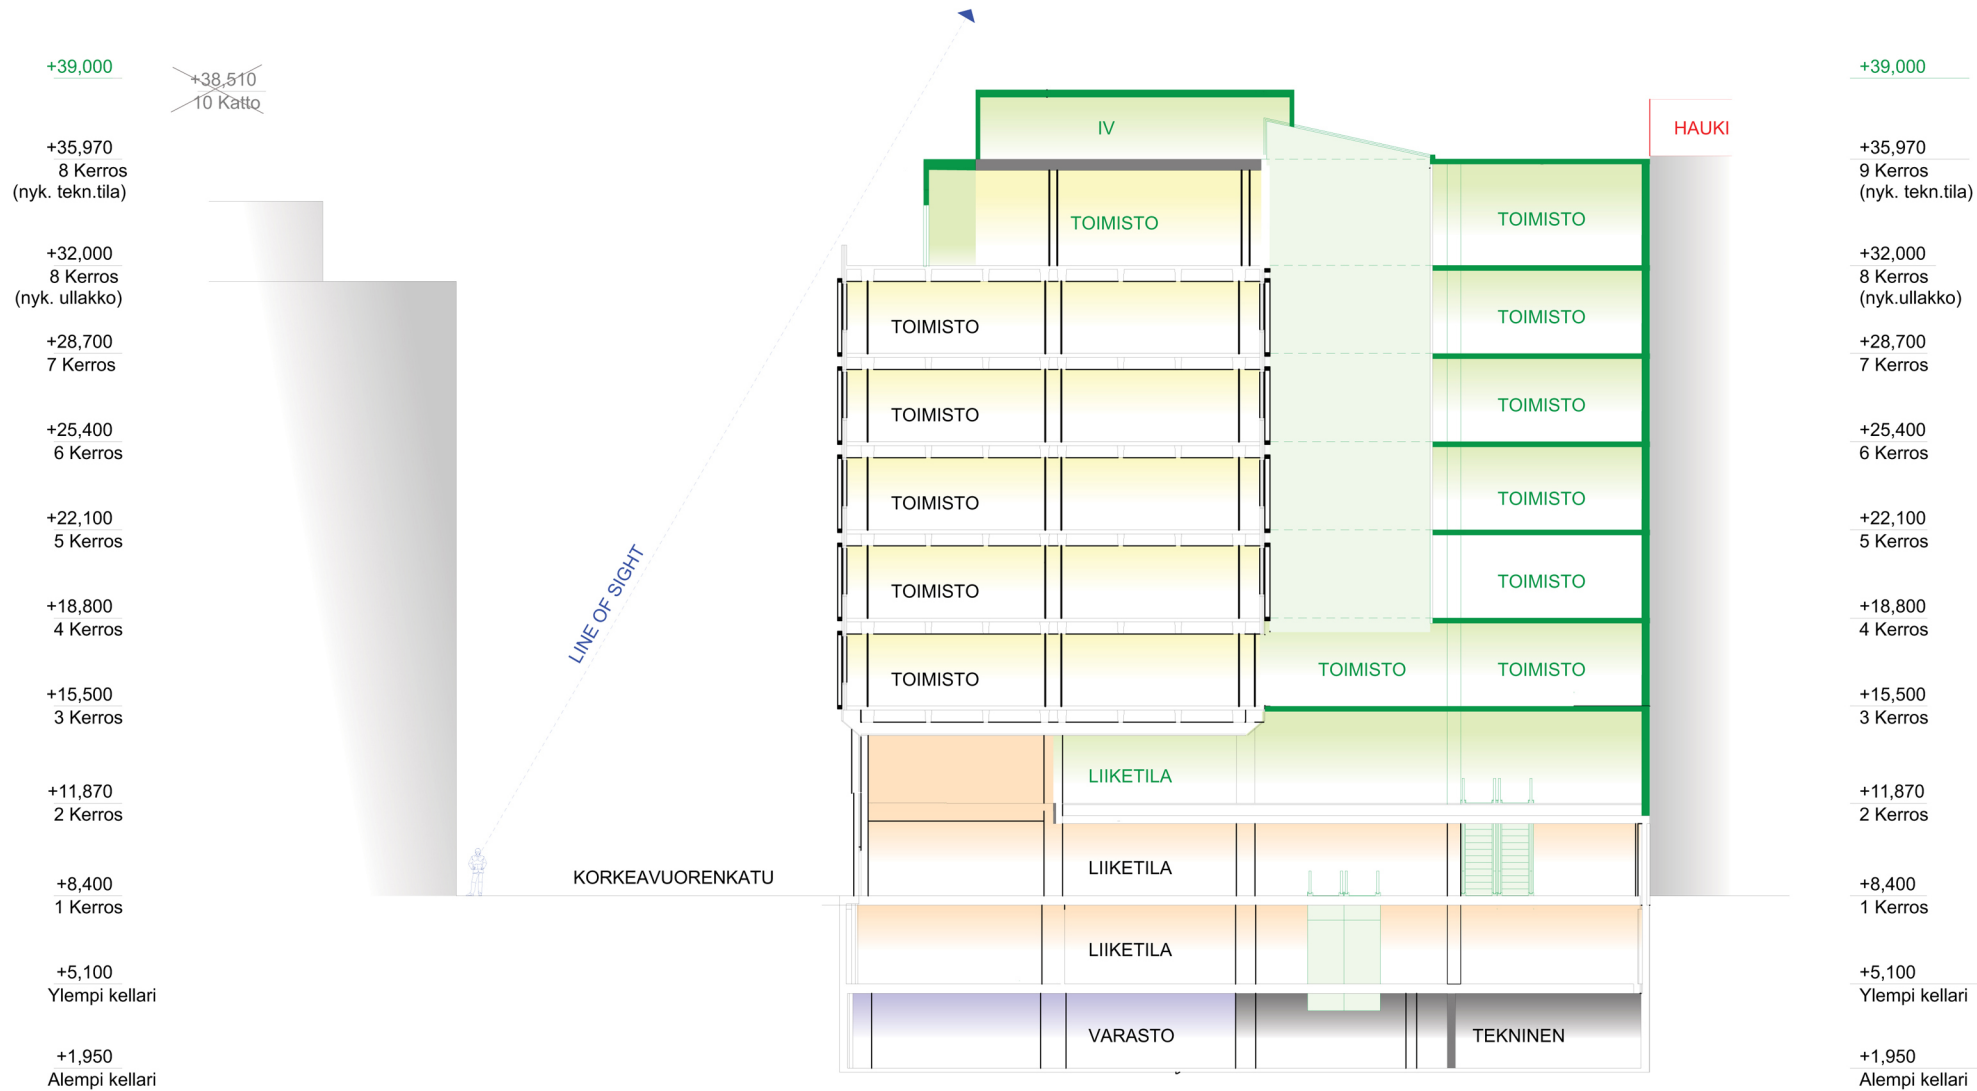 +39,000
+38,510
10 Katto
+35,970
8 Kerros
(nyk. tekn.tila)
+32,000
8 Kerros
(nyk. ullakko)
+28,700
7 Kerros
+25,400
6 Kerros
+22,100
5 Kerros
+18,800
4 Kerros
+15,500
3 Kerros
+11,870
2 Kerros
+8,400
1 Kerros
+5,100
Ylempi kellari
+1,950
Alempi kellari
LINE OF SIGHT
KORKEAVUORENKATU
IV
TOIMISTO
TOIMISTO
TOIMISTO
TOIMISTO
TOIMISTO
TOIMISTO
TOIMISTO
TOIMISTO
TOIMISTO
TOIMISTO
TOIMISTO
TOIMISTO
TOIMISTO TOIMISTO
LIIKETILA
LIIKETILA
LIIKETILA
VARASTO
TEKNINEN
HAUKI
+39,000
+35,970
9 Kerros
(nyk. tekn.tila)
+32,000
8 Kerros
(nyk.ullakko)
+28,700
7 Kerros
+25,400
6 Kerros
+22,100
5 Kerros
+18,800
4 Kerros
+15,500
3 Kerros
+11,870
2 Kerros
+8,400
1 Kerros
+5,100
Ylempi kellari
+1,950
Alempi kellari